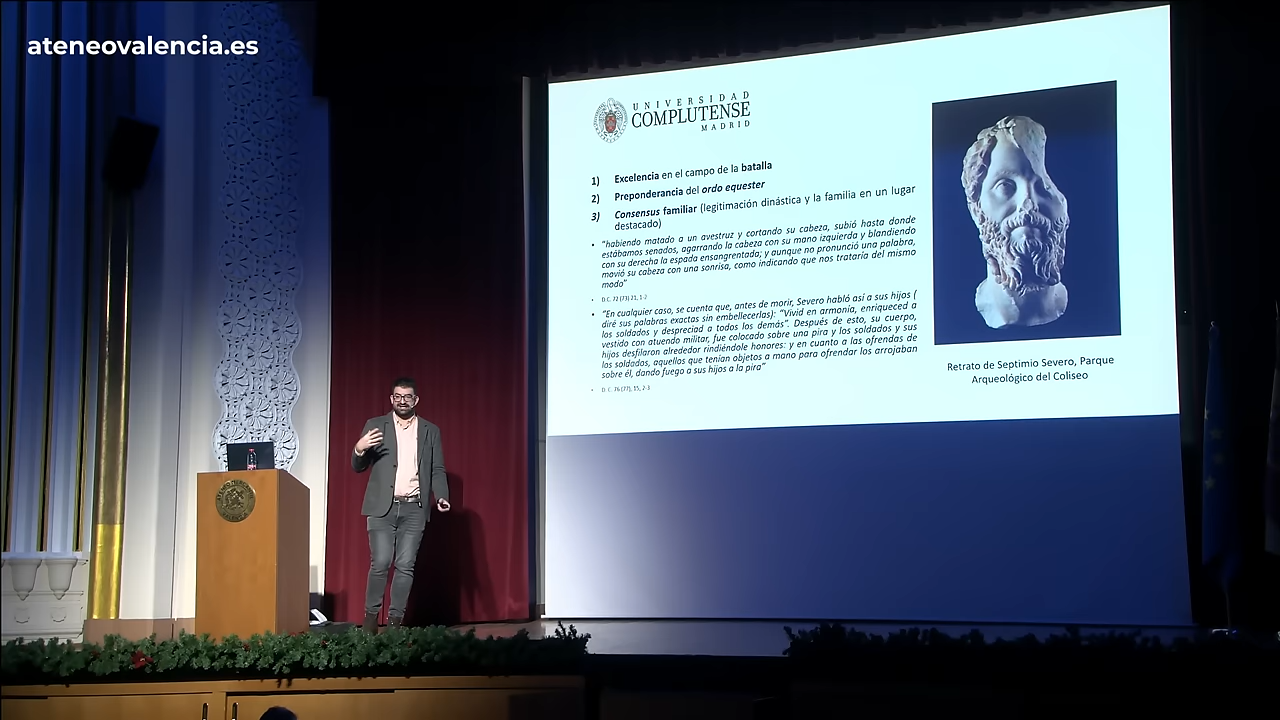 ateneovalencia.es
UNIVERSIDAD
COMPLUTENSE
MADRID
1) Excelencia en el campo de la batalla
2) Preponderancia del ordo equester
3) Consensus familiar (legitimación dinástica y la familia en un lugar
destacado)
• "habiendo matado a un avestruz y cortando su cabeza, subió hasta donde
estábamos senados, agarrando la cabeza con su mano izquierda y blandiendo
con su derecha la espada ensangrentada; y aunque no pronunció una palabra,
movió su cabeza con una sonrisa, como indicando que nos trataría del mismo
modo"
• D.C. 72 (73) 21, 1-2
• "En cualquier caso, se cuenta que, antes de morir, Severo habló así a sus hijos (
diré sus palabras exactas sin embellecerlas): "Vivid en armonía, enriqueced a
los soldados y despreciad a todos los demás". Después de esto, su cuerpo,
vestido con atuendo militar, fue colocado sobre una pira y los soldados y sus
hijos desfilaron alrededor rindiéndole honores: y en cuanto a las ofrendas de
los soldados, aquellos que tenían objetos a mano para ofrendar los arrojaban
sobre él, dando fuego a sus hijos a la pira"
• D.C. 76 (77), 15, 2-3
Retrato de Septimio Severo, Parque
Arqueológico del Coliseo